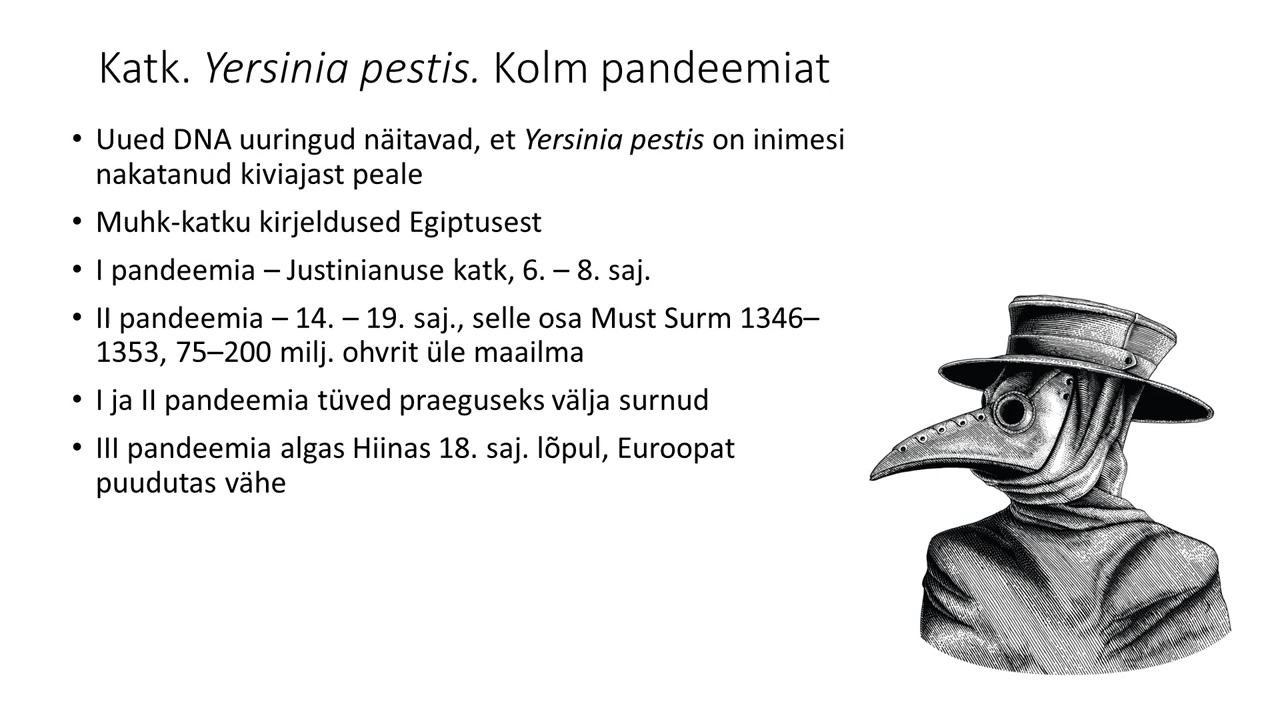 Katk. Yersinia pestis. Kolm pandeemiat
• Uued DNA uuringud näitavad, et Yersinia pestis on inimesi
nakatanud kiviajast peale
• Muhk-katku kirjeldused Egiptusest
• I pandeemia – Justinianuse katk, 6. – 8. saj.
• II pandeemia – 14. – 19. saj., selle osa Must Surm 1346–
1353, 75–200 milj. ohvrit üle maailma
• I ja II pandeemia tüved praeguseks välja surnud
• III pandeemia algas Hiinas 18. saj. lõpul, Euroopat
puudutas vähe